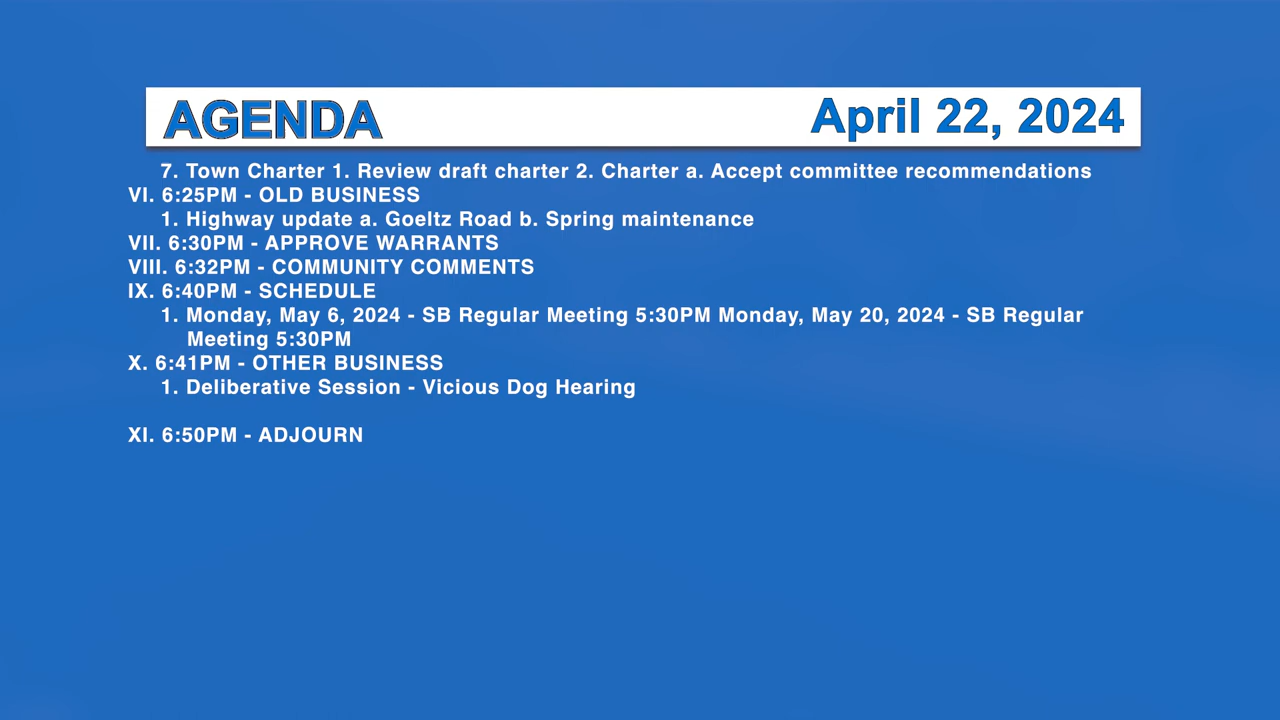 AGENDA
April 22, 2024
7. Town Charter 1. Review draft charter 2. Charter a. Accept committee recommendations
VI. 6:25PM - OLD BUSINESS
1. Highway update a. Goeltz Road b. Spring maintenance
VII. 6:30PM - APPROVE WARRANTS
VIII. 6:32PM - COMMUNITY COMMENTS
IX. 6:40PM - SCHEDULE
1. Monday, May 6, 2024 - SB Regular Meeting 5:30PM Monday, May 20, 2024 - SB Regular
Meeting 5:30PM
X. 6:41PM - OTHER BUSINESS
1. Deliberative Session - Vicious Dog Hearing
XI. 6:50PM - ADJOURN